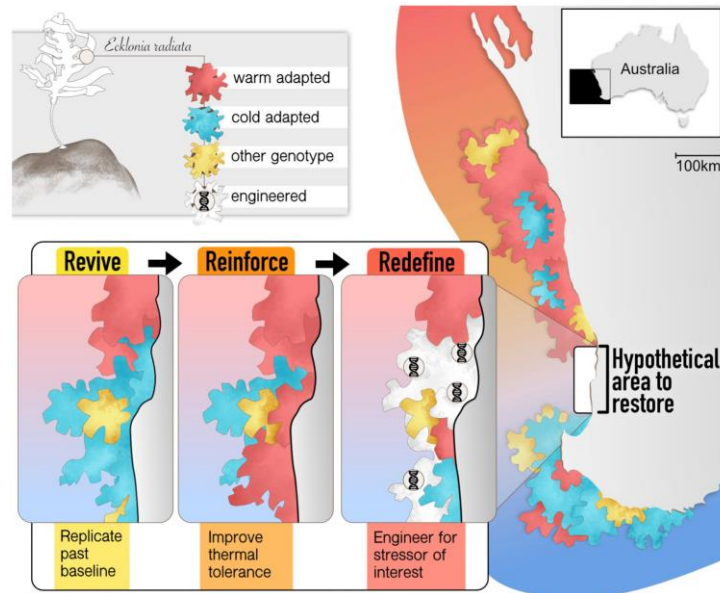 Ecklonia radiata
warm adapted
cold adapted
other genotype
engineered
Australia
100km
Revive
Reinforce
Redefine
Hypothetical
area to
restore
Replicate
past
baseline
Improve
thermal
tolerance
Engineer for
stressor of
interest